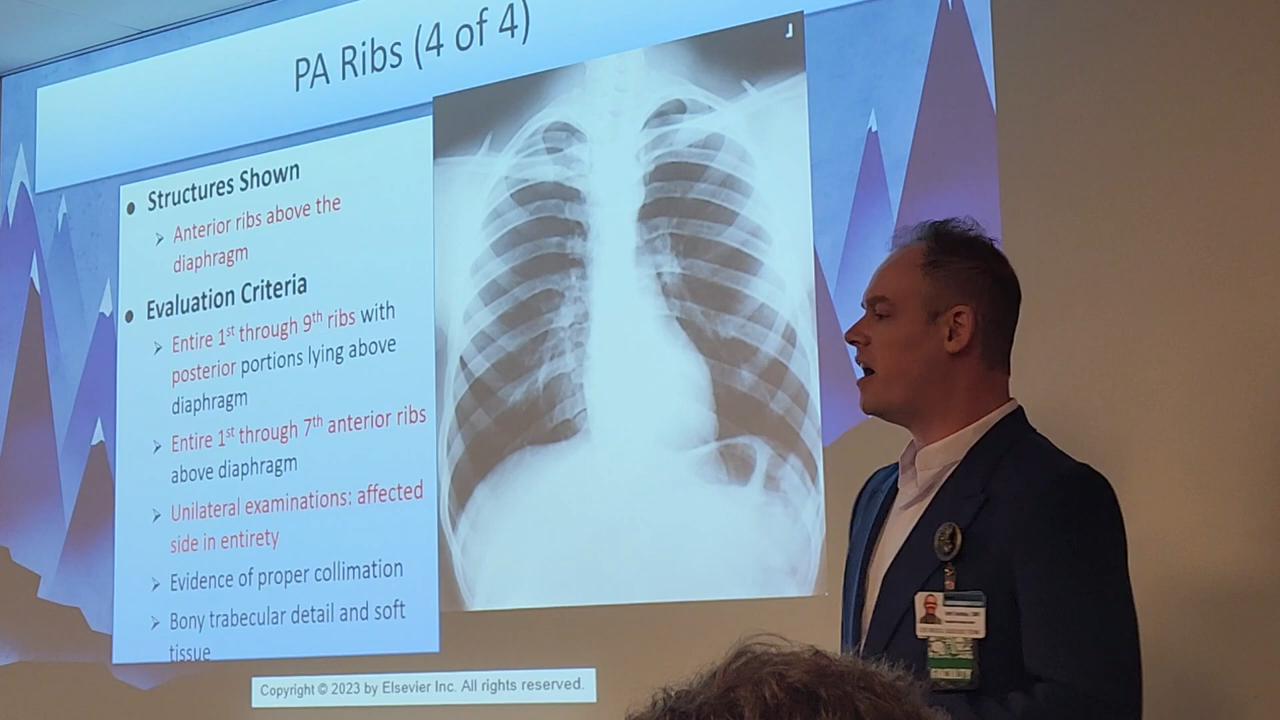 PA Ribs (4 of 4)
Structures Shown
Anterior ribs above the
diaphragm
Evaluation Criteria
Entire 1st through 9th ribs with
posterior portions lying above
diaphragm
Entire 1st through 7th anterior ribs
above diaphragm
Unilateral examinations: affected
side in entirety
Evidence of proper collimation
Bony trabecular detail and soft
tissue
Copyright © 2023 by Elsevier Inc. All rights reserved.